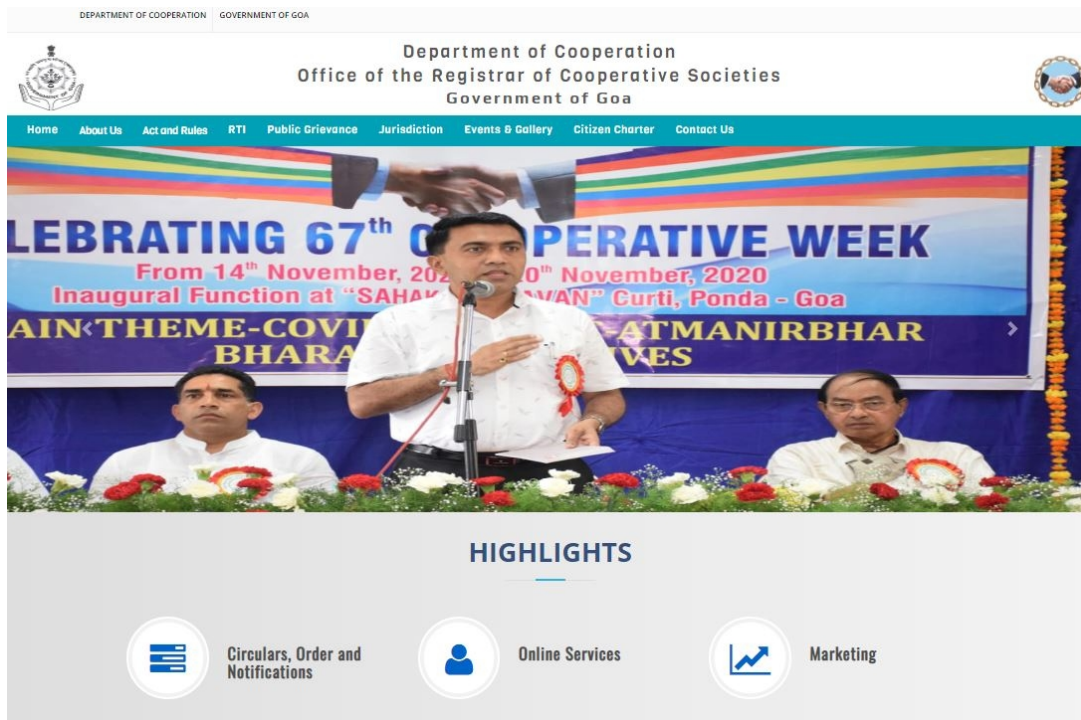 DEPARTMENT OF COOPERATION GOVERNMENT OF GOA
Department of Cooperation
Office of the Registrar of Cooperative Societies
Government of Goa
Home About Us Act and Rules RTI Public Grievance Jurisdiction Events & Gallery Citizen Charter Contact Us
LEBRATING 67th PERATIVE WEEK
From 14th November, November, 2020
Inaugural Function at “ Curti, Ponda - Goa
AIN THEME-COVI ATMANIRBHAR
BHARA VES
HIGHLIGHTS
Circulars, Order and
Notifications
Online Services
Marketing